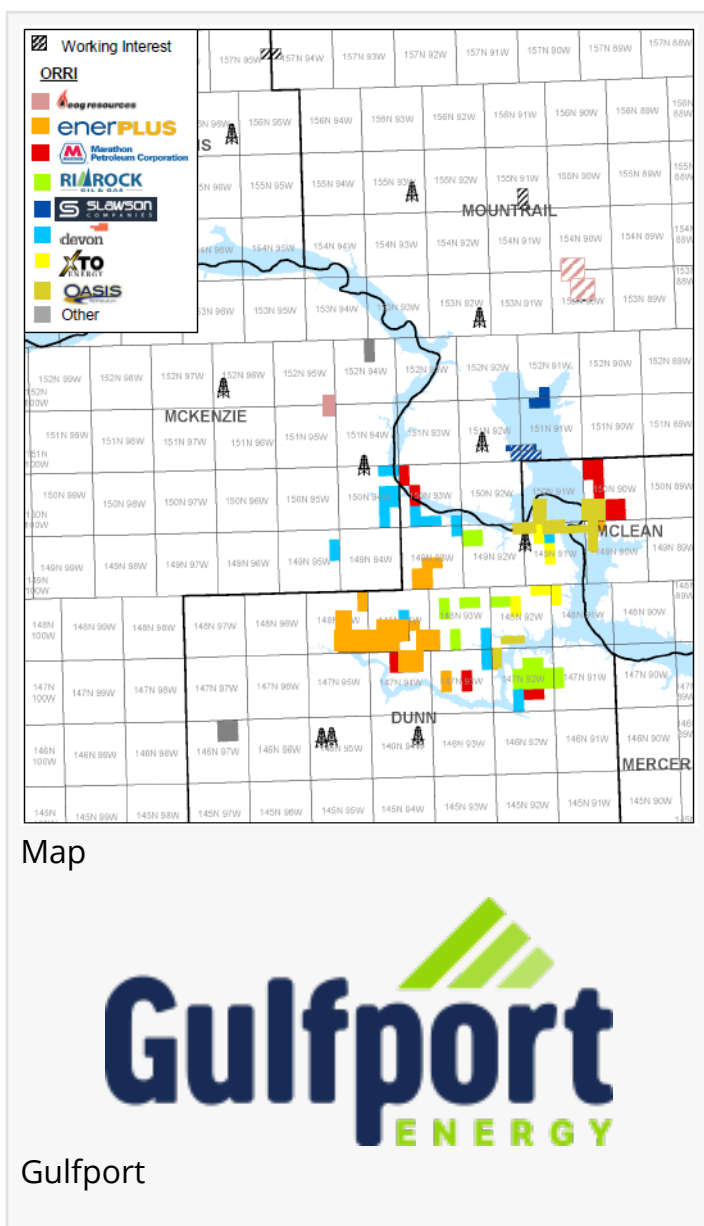 Working Interest
ORRI
eog resources
enerPLUS
Marathon
Petroleum Corporation
RIMROCK
OIL & GAS
SLAWSON
COMPANIES
devon
XTO
ENERGY
OASIS
Other
157N 95W 157N 94W 157N 93W 157N 92W 157N 91W 157N 90W 157N 89W 157N 88W
156N 95W 156N 94W 156N 93W 156N 92W 156N 91W 156N 90W 156N 89W
155N 95W 155N 94W 155N 93W 155N 92W 155N 91W 155N 90W 155N 89W
MOUNTRAIL
154N 95W 154N 94W 154N 93W 154N 92W 154N 91W 154N 90W 154N 89W
153N 95W 153N 94W 153N 92W 153N 91W 153N 89W
152N 99W 152N 98W 152N 97W 152N 96W 152N 95W 152N 94W 152N 92W 152N 91W 152N 90W 152N 89W
MCKENZIE
151N 99W 151N 98W 151N 97W 151N 96W 151N 95W 151N 94W 151N 93W 151N 92W 151N 91W 151N 90W 151N 89W
150N 99W 150N 98W 150N 97W 150N 96W 150N 95W 150N 93W 150N 92W 150N 91W 150N 90W 150N 89W
MCLEAN
149N 99W 149N 98W 149N 97W 149N 96W 149N 95W 149N 94W 149N 92W 149N 91W 149N 90W 149N 89W
148N
100W
148N 99W 148N 98W 148N 97W 148N 96W 148N 93W 148N 92W 148N 91W 148N 90W
147N
100W
147N 99W 147N 98W 147N 97W 147N 96W 147N 95W 147N 92W 147N 91W 147N 90W
DUNN
146N
100W
146N 99W 146N 98W 146N 97W 146N 96W 146N 93W 146N 92W 146N 91W 146N 90W
MERCER
145N 99W 145N 98W 145N 97W 145N 96W 145N 95W 145N 94W 145N 93W 145N 92W 145N 91W 145N 90W
Map
Gulfport
ENERGY
Gulfport